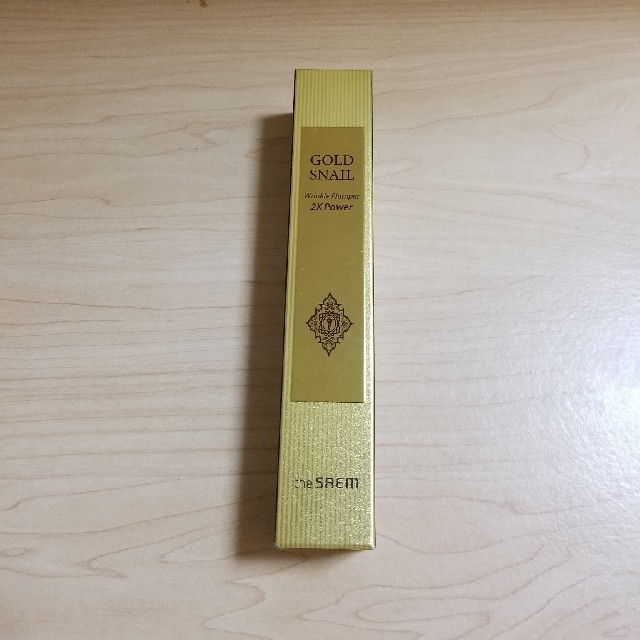 GOLD
SNAIL
Wrinkle Plumper
2X Power
the SAEM